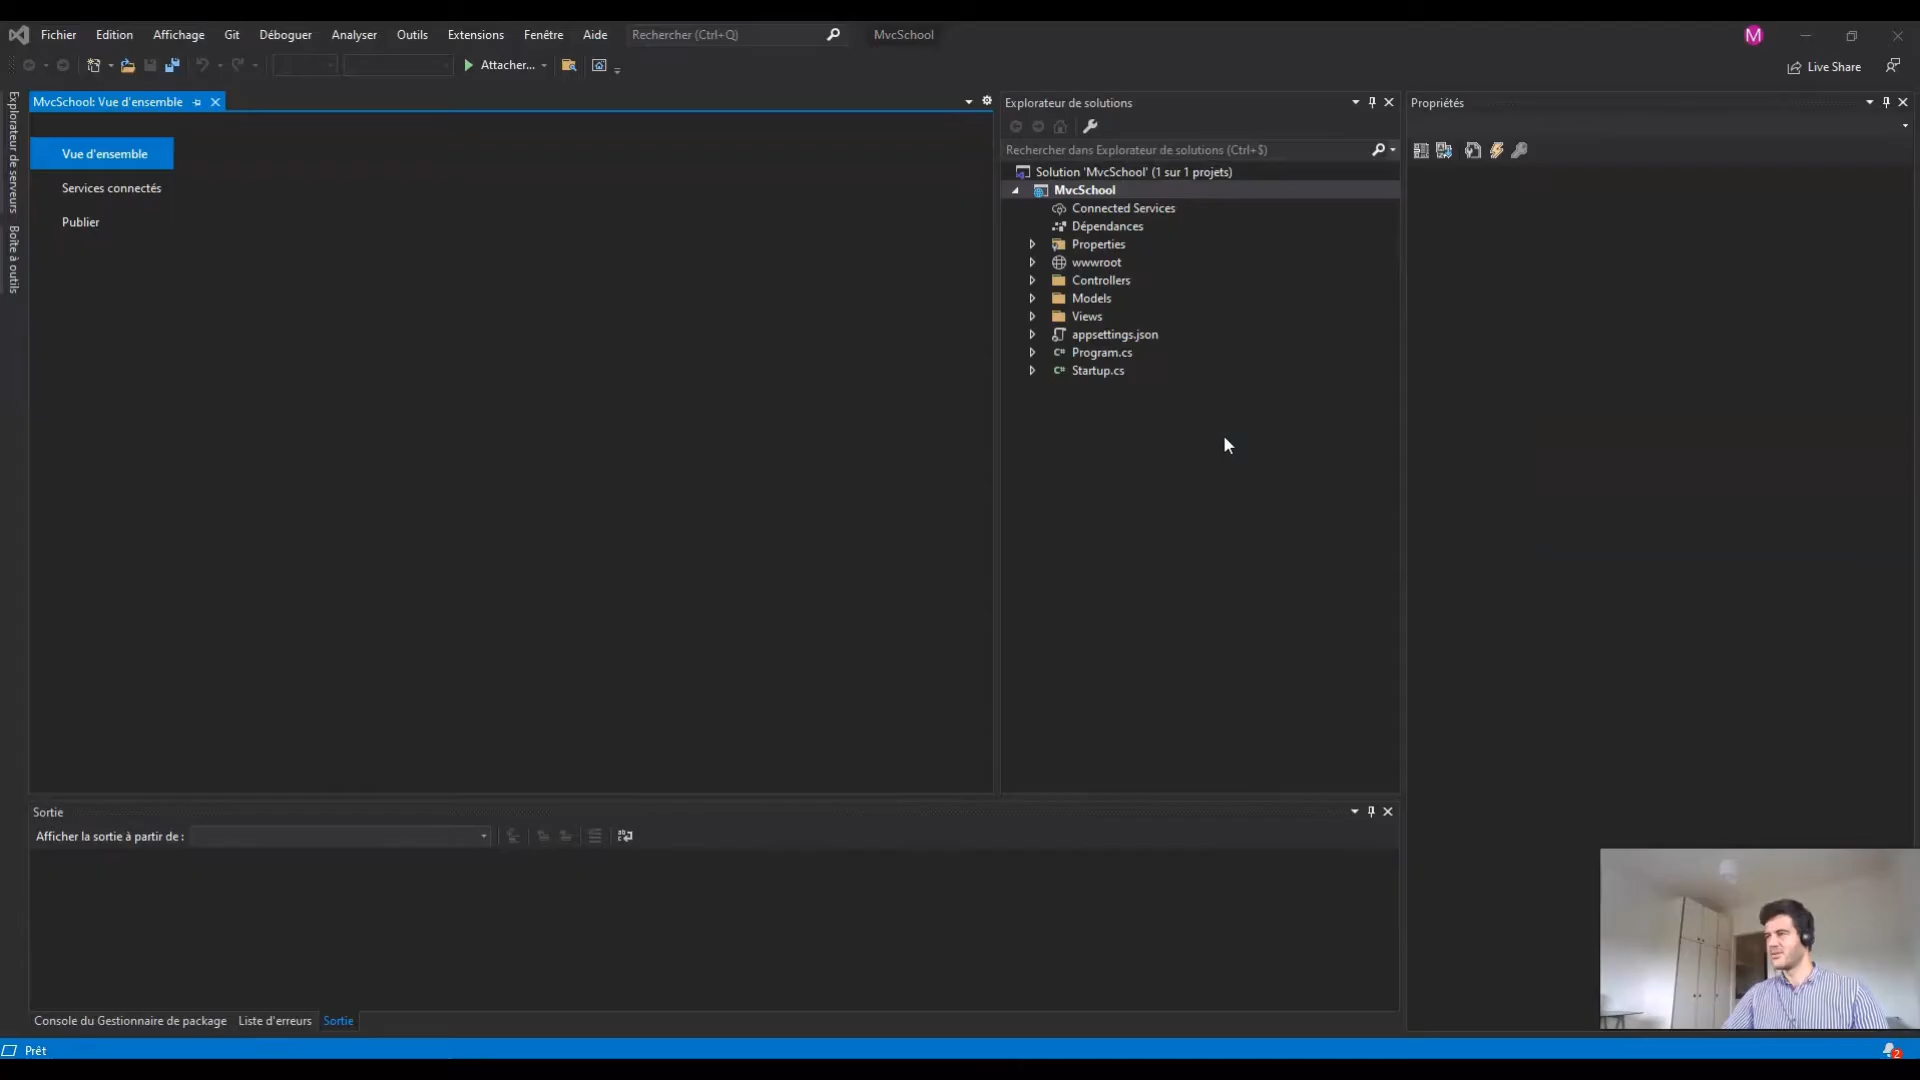 Fichier Edition Affichage Git Déboguer Analyser Outils Extensions Fenêtre Aide Rechercher (Ctrl+Q) MvcSchool M
Attacher... Live Share
Explorateur de serveurs
Boîte à outils
MvcSchool: Vue d'ensemble
Vue d'ensemble
Services connectés
Publier
Explorateur de solutions
Rechercher dans Explorateur de solutions (Ctrl+$)
Solution 'MvcSchool' (1 sur 1 projets)
MvcSchool
Connected Services
Dépendances
Properties
wwwroot
Controllers
Models
Views
appsettings.json
C# Program.cs
C# Startup.cs
Propriétés
Sortie
Afficher la sortie à partir de :
Console du Gestionnaire de package Liste d'erreurs Sortie
Prêt
2